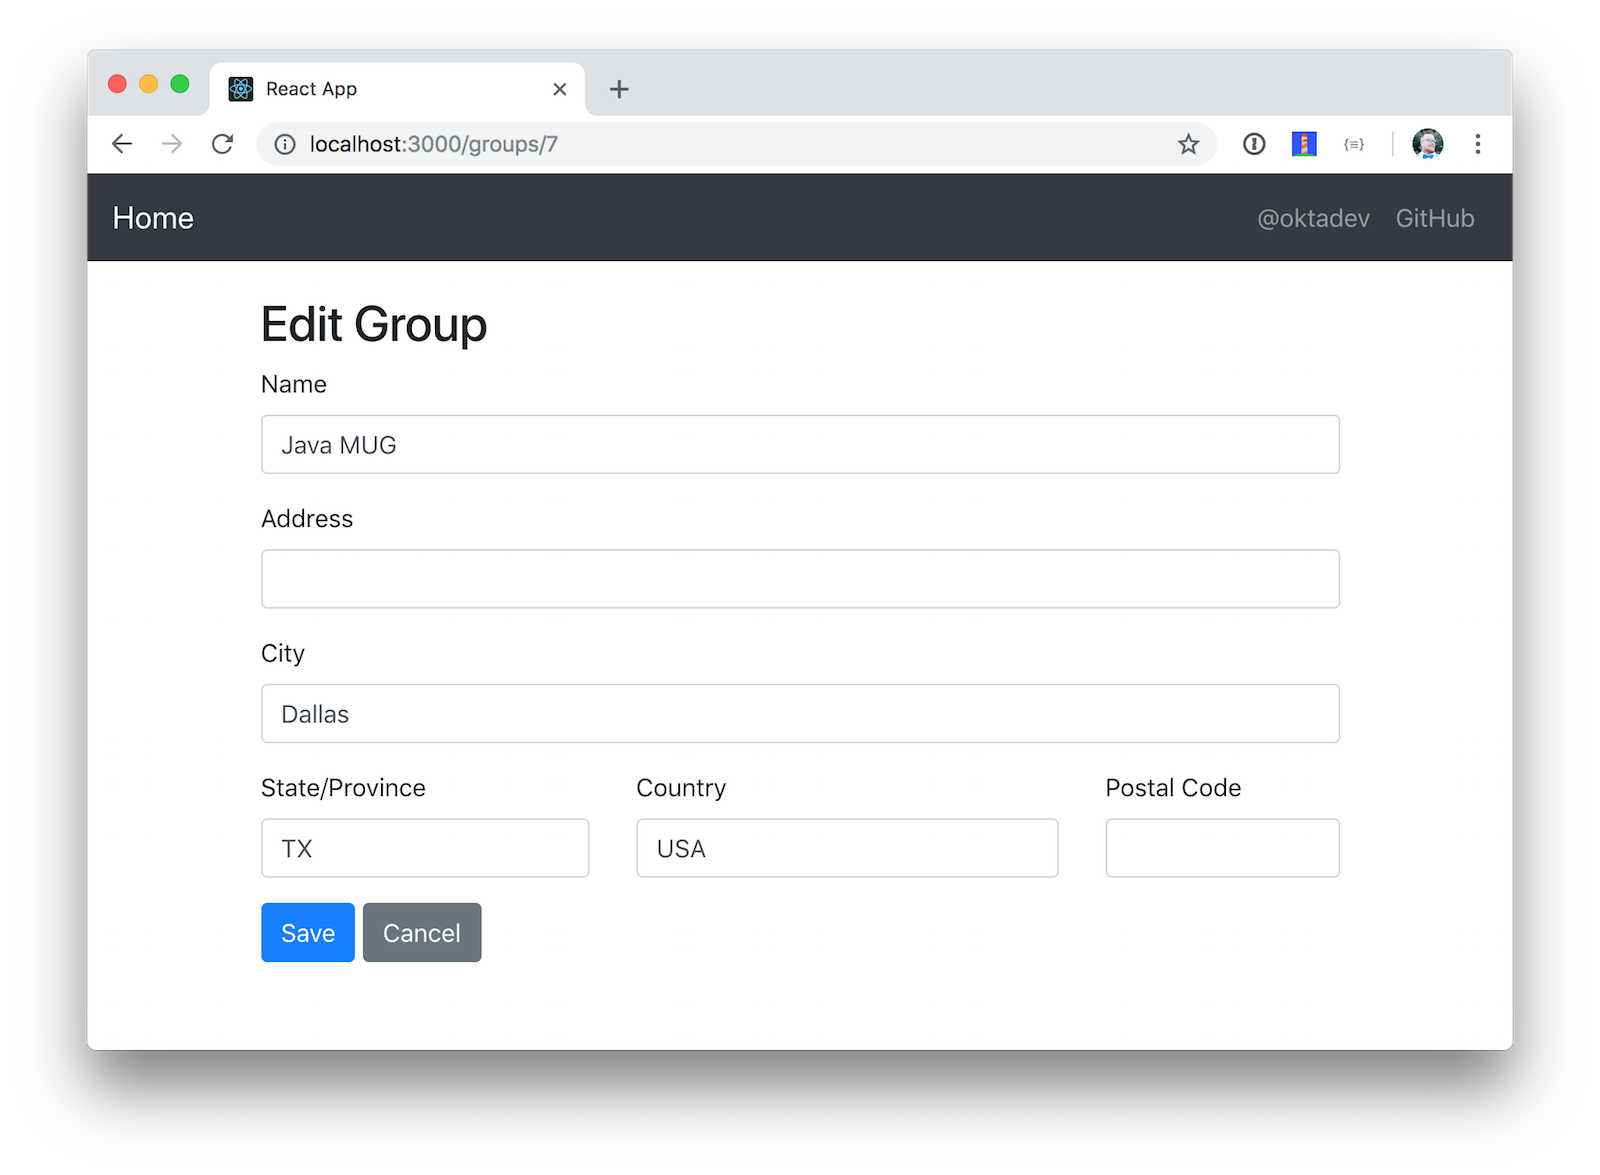 React App
localhost:3000/groups/7
Home @oktadev GitHub
Edit Group
Name
Java MUG
Address
City
Dallas
State/Province Country Postal Code
TX USA
Save Cancel